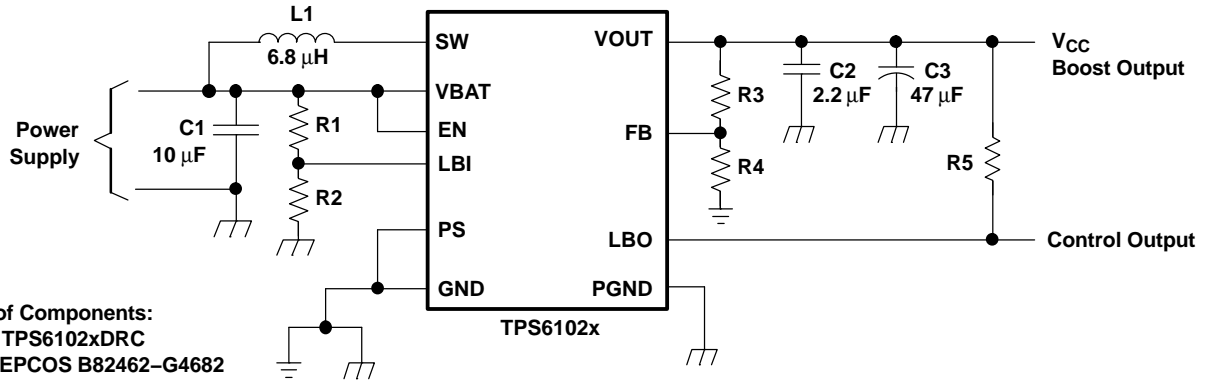 L1
6.8 μH
SW
VOUT
VCC
Boost Output
VBAT
C2
2.2 μF
C3
47 μF
R3
Power
Supply
C1
10 μF
R1
EN
FB
LBI
R4
R5
R2
PS
LBO
Control Output
GND
PGND
TPS6102x
of Components:
TPS6102xDRC
EPCOS B82462–G4682